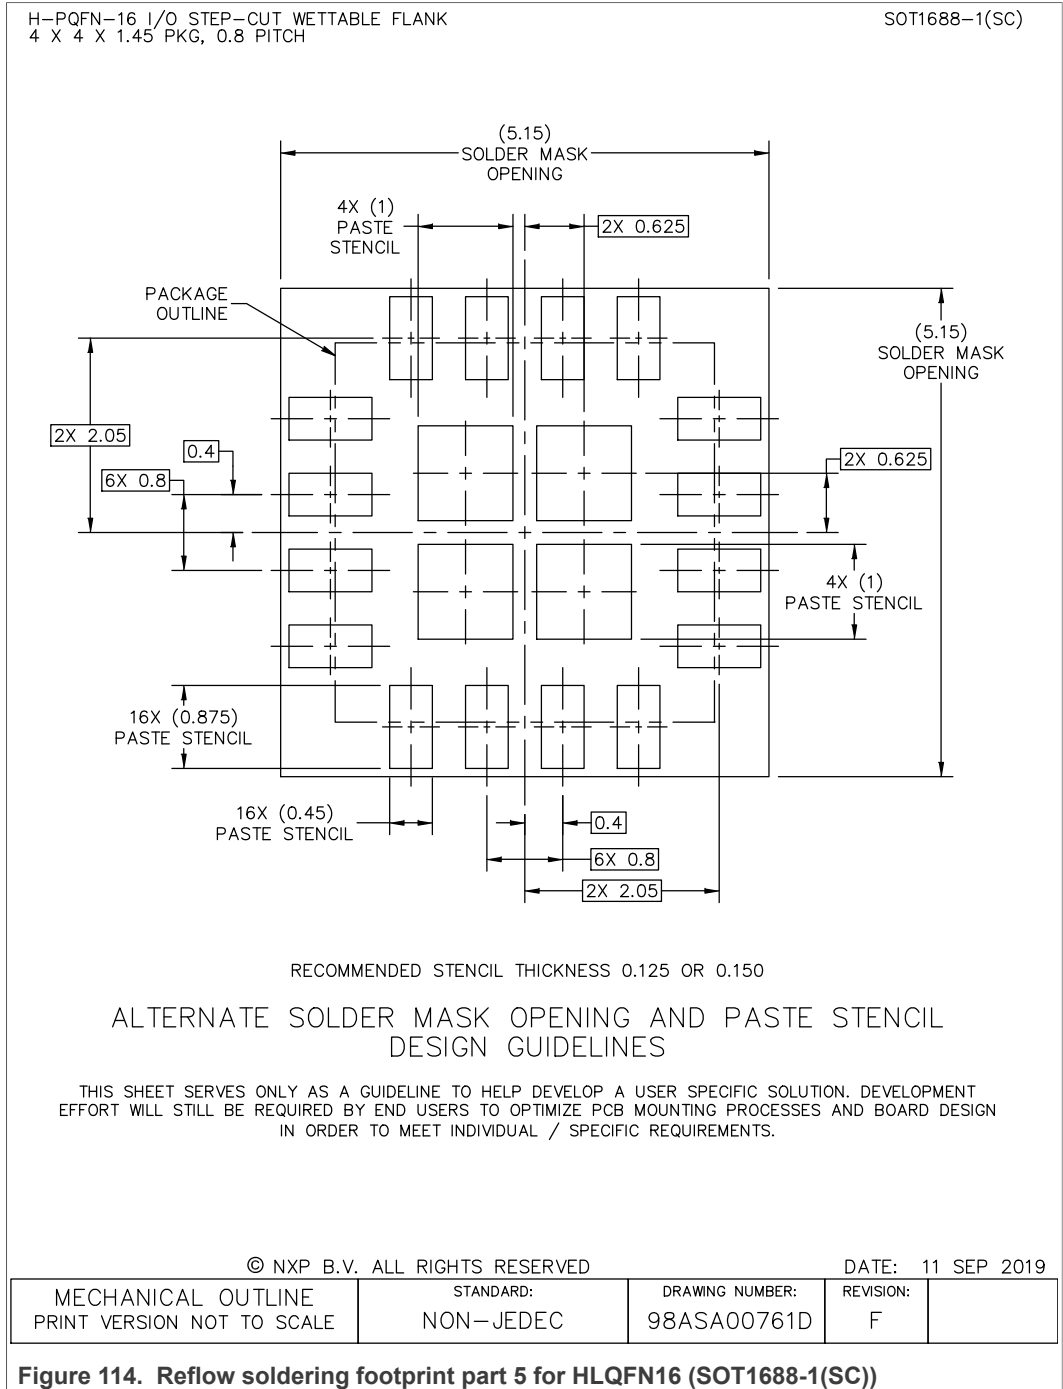 H-PQFN-16 I/O STEP-CUT WETTABLE FLANK
4 X 4 X 1.45 PKG, 0.8 PITCH
SOT1688-1(SC)
(5.15)
SOLDER MASK
OPENING
4X (1)
PASTE
STENCIL
2X 0.625
PACKAGE
OUTLINE
(5.15)
SOLDER MASK
OPENING
2X 2.05
0.4
6X 0.8
2X 0.625
4X (1)
PASTE STENCIL
16X (0.875)
PASTE STENCIL
16X (0.45)
PASTE STENCIL
0.4
6X 0.8
2X 2.05
RECOMMENDED STENCIL THICKNESS 0.125 OR 0.150
ALTERNATE SOLDER MASK OPENING AND PASTE STENCIL
DESIGN GUIDELINES
THIS SHEET SERVES ONLY AS A GUIDELINE TO HELP DEVELOP A USER SPECIFIC SOLUTION. DEVELOPMENT
EFFORT WILL STILL BE REQUIRED BY END USERS TO OPTIMIZE PCB MOUNTING PROCESSES AND BOARD DESIGN
IN ORDER TO MEET INDIVIDUAL / SPECIFIC REQUIREMENTS.
© NXP B.V. ALL RIGHTS RESERVED
DATE: 11 SEP 2019
MECHANICAL OUTLINE
PRINT VERSION NOT TO SCALE
STANDARD:
NON-JEDEC
DRAWING NUMBER:
98ASA00761D
REVISION:
F
Figure 114. Reflow soldering footprint part 5 for HLQFN16 (SOT1688-1(SC))